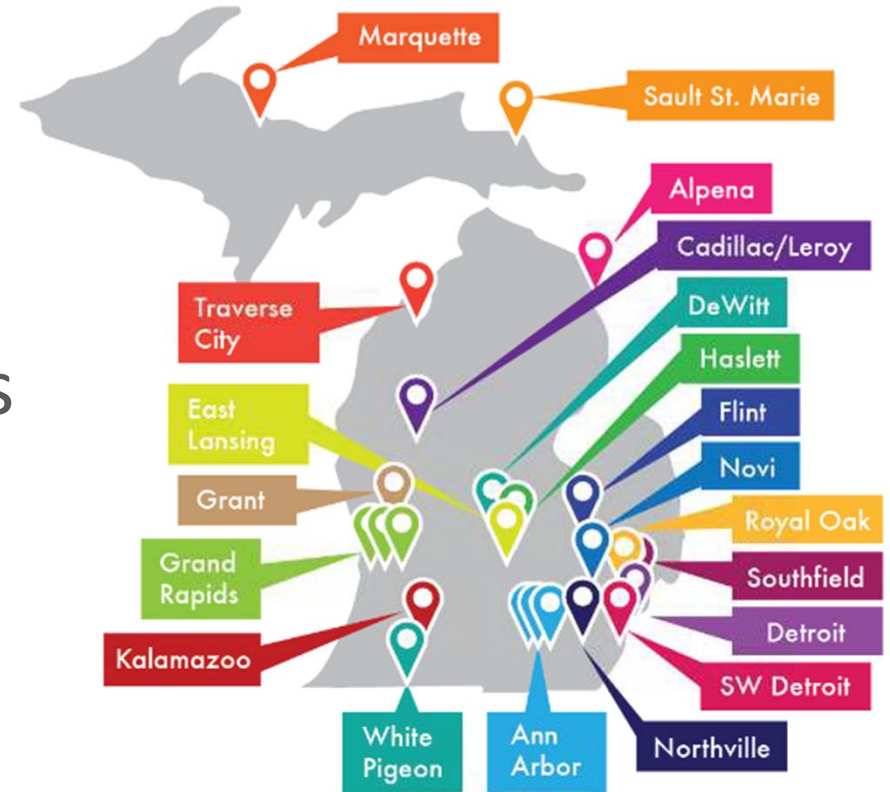 Marquette
Sault St. Marie
Alpena
Cadillac/Leroy
Traverse
City
DeWitt
Haslett
s
East
Lansing
Flint
Novi
Grant
Royal Oak
Grand
Rapids
Southfield
Detroit
Kalamazoo
SW Detroit
White
Pigeon
Ann
Arbor
Northville